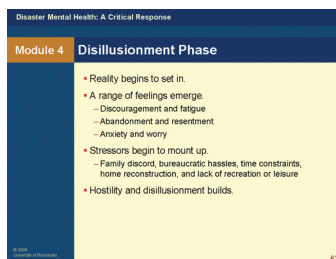 Disaster Mental Health: A Critical Response
Module 4
Disillusionment Phase
▪ Reality begins to set in.
▪ A range of feelings emerge.
– Discouragement and fatigue
– Abandonment and resentment
– Anxiety and worry
▪ Stressors begin to mount up.
– Family discord, bureaucratic hassles, time constraints,
home reconstruction, and lack of recreation or leisure
▪ Hostility and disillusionment builds.
University of Rochester